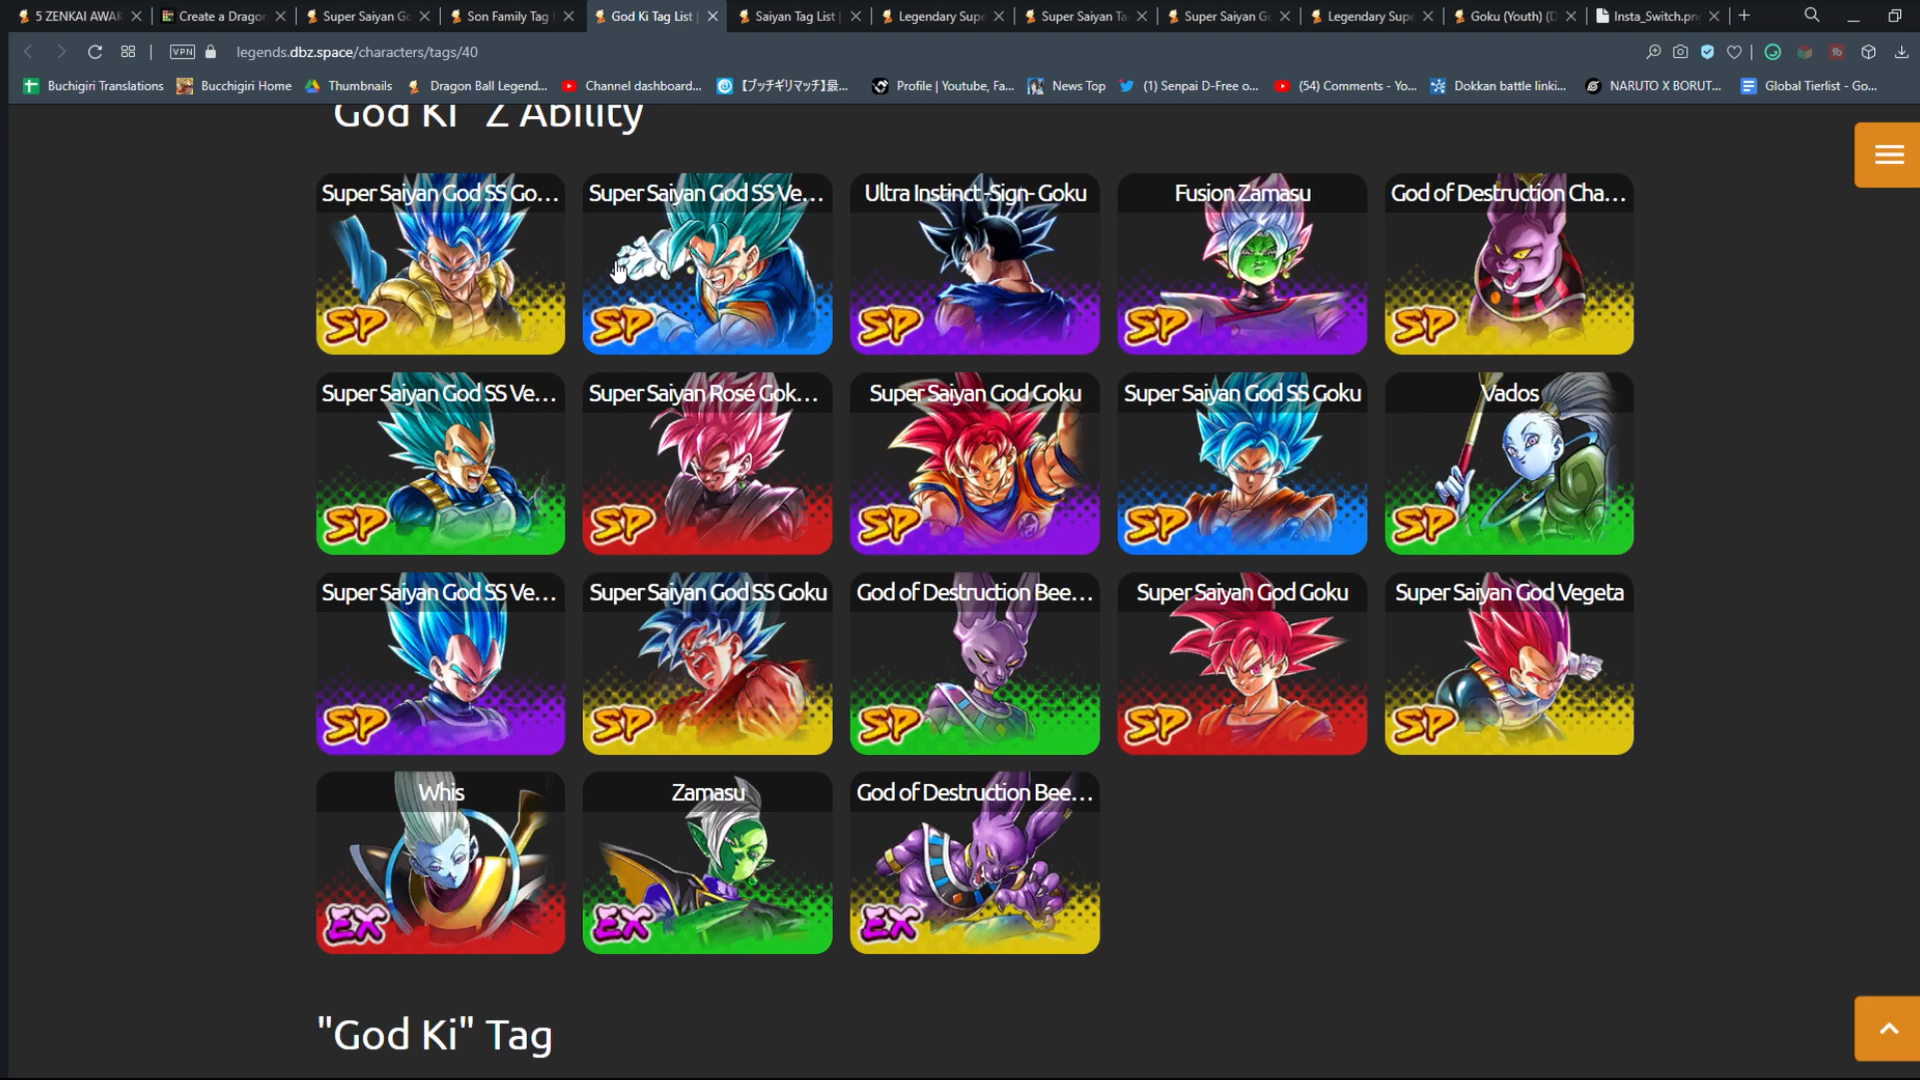 5 ZENKAI AWAK
Create a Drago
Super Saiyan Go
Son Family Tag
God Ki Tag List
Saiyan Tag List
Legendary Supe
Super Saiyan Ta
Super Saiyan Go
Legendary Supe
Goku (Youth) (D
Insta_Switch.pn
VPN
legends.dbz.space/characters/tags/40
Buchigiri Translations
Bucchigiri Home
Thumbnails
Dragon Ball Legend...
Channel dashboard...
【ブッチギリマッチ】最...
Profile | Youtube, Fa...
News Top
(1) Senpai D-Free o...
(54) Comments - Yo...
Dokkan battle linki...
NARUTO X BORUT...
Global Tierlist - Go...
God Ki" Z Ability
Super Saiyan God SS Go...
Super Saiyan God SS Ve...
Ultra Instinct -Sign- Goku
Fusion Zamasu
God of Destruction Cha...
SP
SP
SP
SP
SP
Super Saiyan God SS Ve...
Super Saiyan Rosé Gok...
Super Saiyan God Goku
Super Saiyan God SS Goku
Vados
SP
SP
SP
SP
SP
Super Saiyan God SS Ve...
Super Saiyan God SS Goku
God of Destruction Bee...
Super Saiyan God Goku
Super Saiyan God Vegeta
SP
SP
SP
SP
SP
Whis
Zamasu
God of Destruction Bee...
EX
EX
EX
"God Ki" Tag